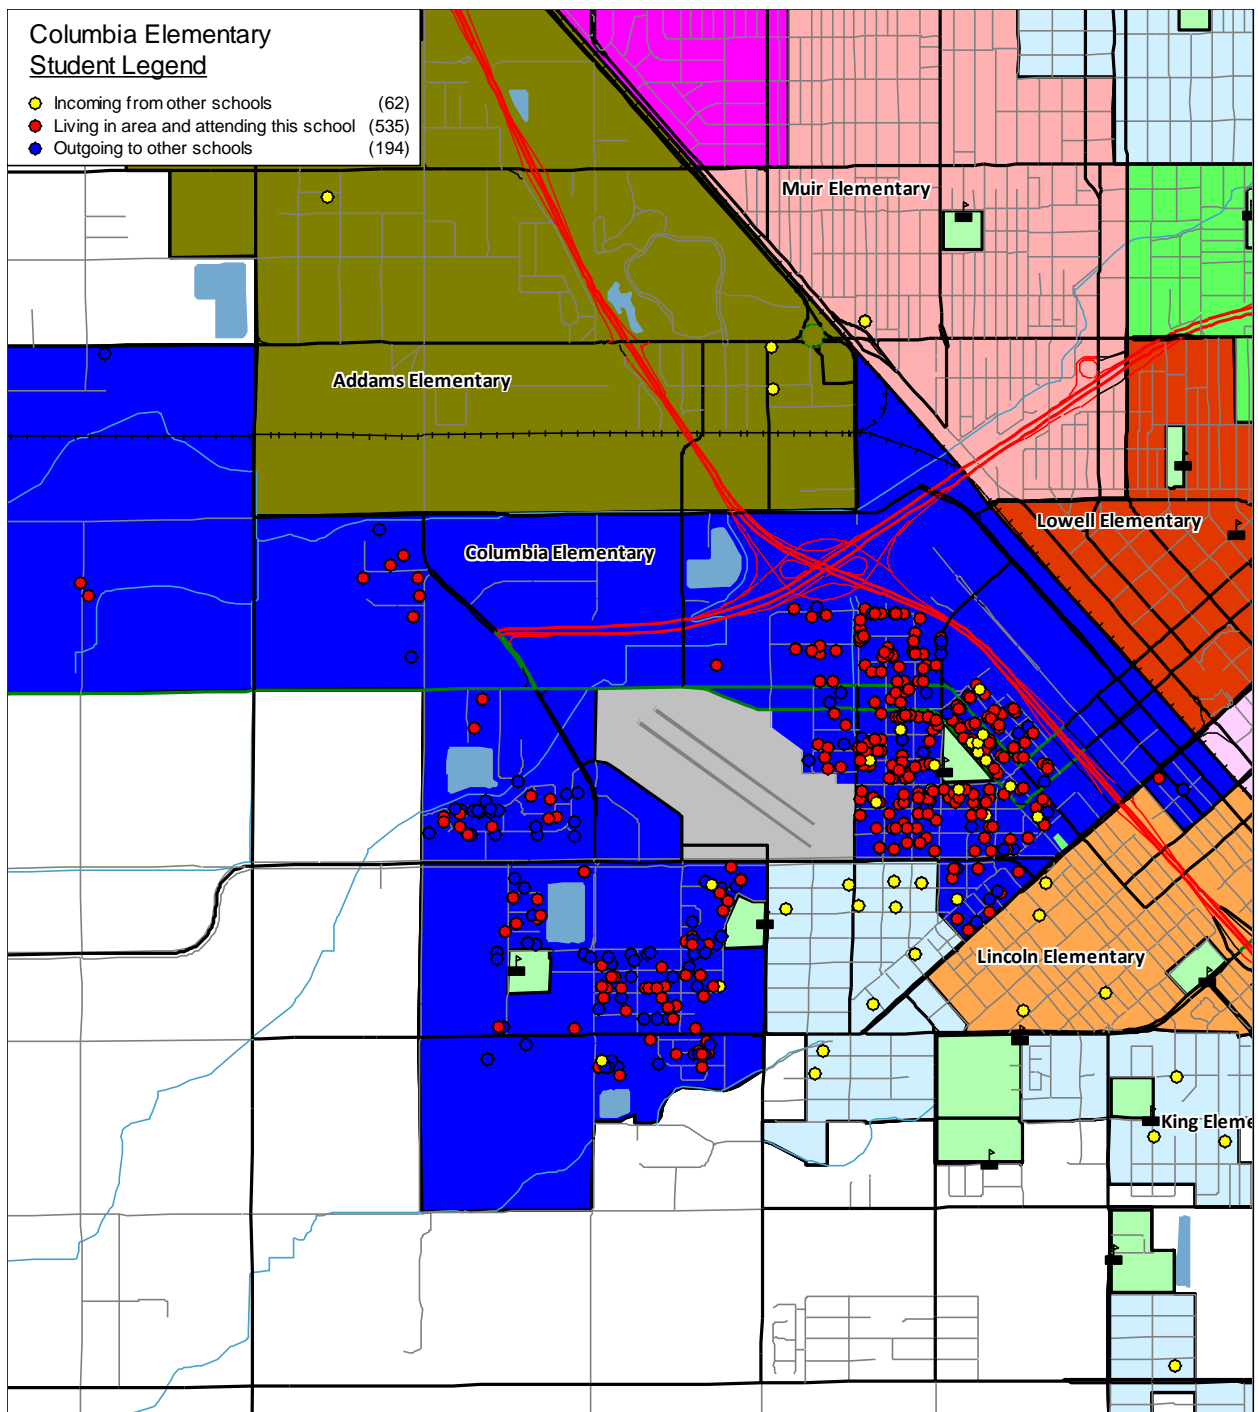 Columbia Elementary
Student Legend
Incoming from other schools (62)
Living in area and attending this school (535)
Outgoing to other schools (194)
Muir Elementary
Addams Elementary
Lowell Elementary
Columbia Elementary
Lincoln Elementary
King Eleme